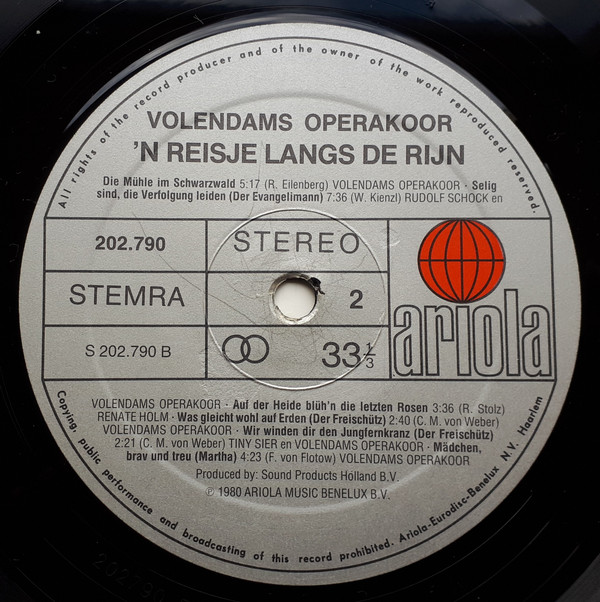 All rights of the record producer and of the owner of the work reproduced reserved.
VOLENDAMS OPERAKOOR
'N REISJE LANGS DE RIJN
Die Mühle im Schwarzwald 5:17 (R. Eilenberg) VOLENDAMS OPERAKOOR · Selig
sind, die Verfolgung leiden (Der Evangelimann) 7:36 (W. Kienzl) RUDOLF SCHOCK en
202.790
STEREO
STEMRA
2
S 202.790 B
33 1/3
ariola
VOLENDAMS OPERAKOOR · Auf der Heide blüh'n die letzten Rosen 3:36 (R. Stolz)
RENATE HOLM · Was gleicht wohl auf Erden (Der Freischütz) 2:40 (C. M. von Weber)
VOLENDAMS OPERAKOOR · Wir winden dir den Jungfernkranz (Der Freischütz)
2:21 (C. M. von Weber) TINY SIER en VOLENDAMS OPERAKOOR · Mädchen,
brav und treu (Martha) 4:23 (F. von Flotow) VOLENDAMS OPERAKOOR
Produced by: Sound Products Holland B.V.
℗ 1980 ARIOLA MUSIC BENELUX B.V.
Copying, public performance and broadcasting of this record prohibited. Ariola-Eurodisc-Benelux N.V. Haarlem